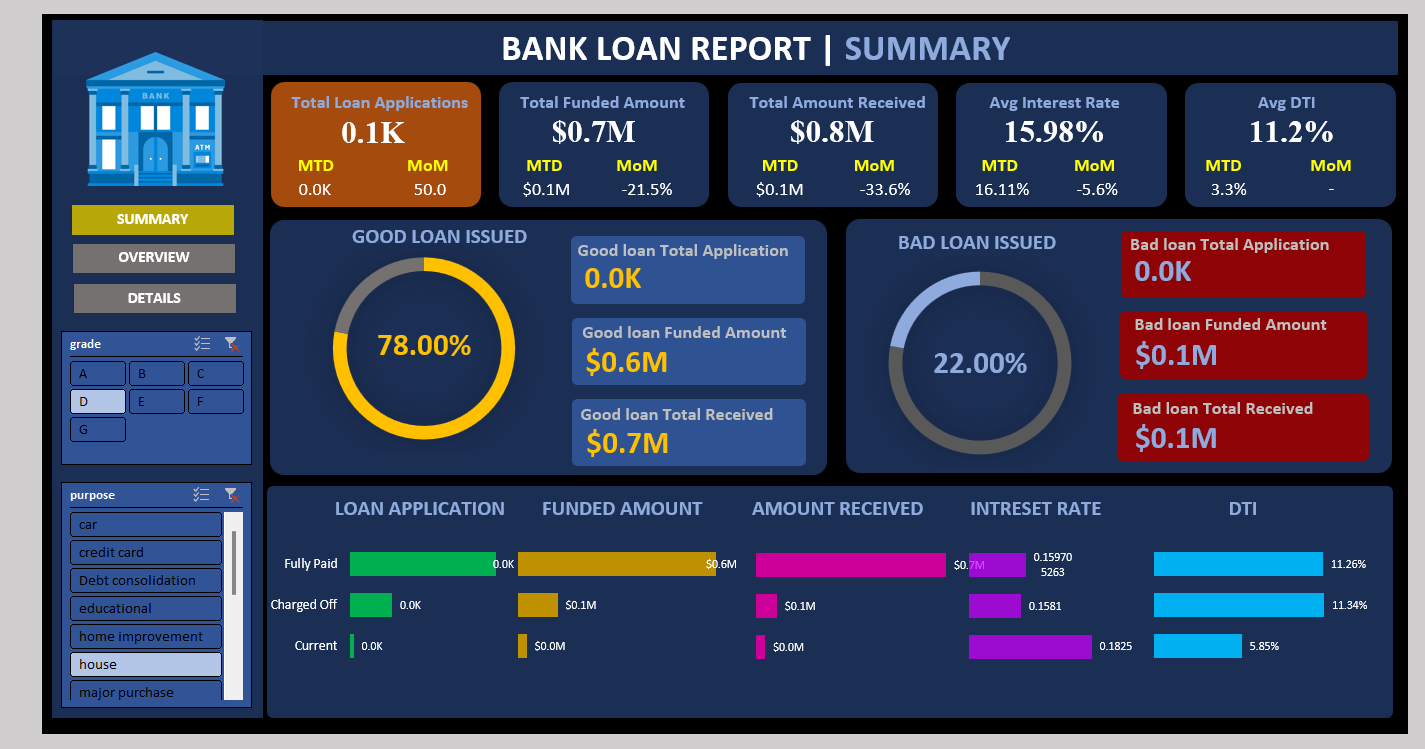 BANK LOAN REPORT | SUMMARY
BANK
ATM
SUMMARY
OVERVIEW
DETAILS
grade
A B C
D E F
G
purpose
car
credit card
Debt consolidation
educational
home improvement
house
major purchase
Total Loan Applications
0.1K
MTD MoM
0.0K 50.0
Total Funded Amount
$0.7M
MTD MoM
$0.1M -21.5%
Total Amount Received
$0.8M
MTD MoM
$0.1M -33.6%
Avg Interest Rate
15.98%
MTD MoM
16.11% -5.6%
Avg DTI
11.2%
MTD MoM
3.3% -
GOOD LOAN ISSUED
78.00%
Good loan Total Application
0.0K
Good loan Funded Amount
$0.6M
Good loan Total Received
$0.7M
BAD LOAN ISSUED
22.00%
Bad loan Total Application
0.0K
Bad loan Funded Amount
$0.1M
Bad loan Total Received
$0.1M
LOAN APPLICATION FUNDED AMOUNT AMOUNT RECEIVED INTRESET RATE DTI
Fully Paid 0.0K $0.6M $0.7M 0.15970
5263 11.26%
Charged Off 0.0K $0.1M $0.1M 0.1581 11.34%
Current 0.0K $0.0M $0.0M 0.1825 5.85%